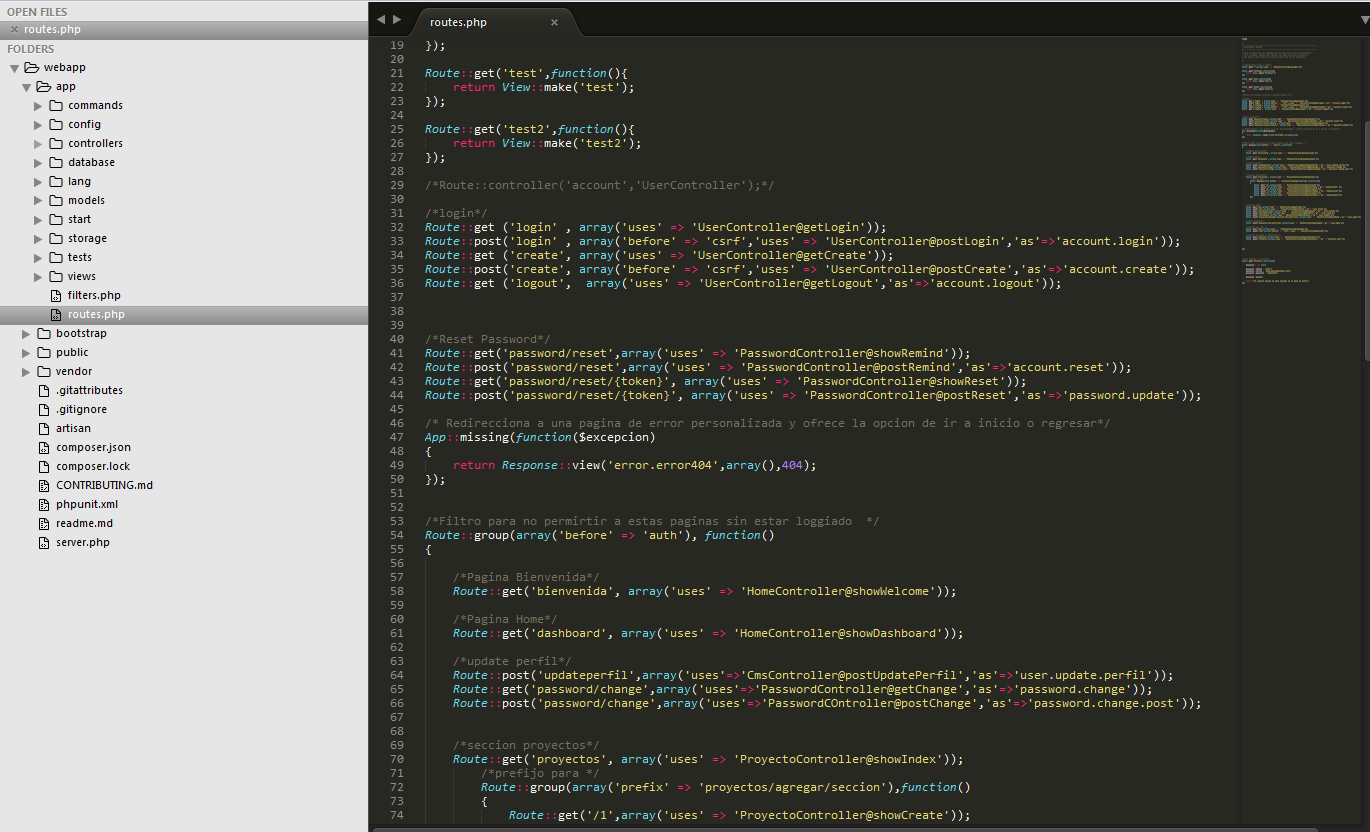 OPEN FILES
× routes.php
FOLDERS
webapp
app
commands
config
controllers
database
lang
models
start
storage
tests
views
filters.php
routes.php
bootstrap
public
vendor
.gitattributes
.gitignore
artisan
composer.json
composer.lock
CONTRIBUTING.md
phpunit.xml
readme.md
server.php
routes.php ×
19 });
20
21 Route::get('test',function(){
22     return View::make('test');
23 });
24
25 Route::get('test2',function(){
26     return View::make('test2');
27 });
28
29 /*Route::controller('account','UserController');*/
30
31 /*login*/
32 Route::get ('login' , array('uses' => 'UserController@getLogin'));
33 Route::post('login' , array('before' => 'csrf','uses' => 'UserController@postLogin','as'=>'account.login'));
34 Route::get ('create', array('uses' => 'UserController@getCreate'));
35 Route::post('create', array('before' => 'csrf','uses' => 'UserController@postCreate','as'=>'account.create'));
36 Route::get ('logout',  array('uses' => 'UserController@getLogout','as'=>'account.logout'));
37
38
39
40 /*Reset Password*/
41 Route::get('password/reset',array('uses' => 'PasswordController@showRemind'));
42 Route::post('password/reset',array('uses' => 'PasswordController@postRemind','as'=>'account.reset'));
43 Route::get('password/reset/{token}', array('uses' => 'PasswordController@showReset'));
44 Route::post('password/reset/{token}', array('uses' => 'PasswordController@postReset','as'=>'password.update'));
45
46 /* Redirecciona a una pagina de error personalizada y ofrece la opcion de ir a inicio o regresar*/
47 App::missing(function($excepcion)
48 {
49     return Response::view('error.error404',array(),404);
50 });
51
52
53 /*Filtro para no permirtir a estas paginas sin estar loggiado  */
54 Route::group(array('before' => 'auth'), function()
55 {
56
57     /*Pagina Bienvenida*/
58     Route::get('bienvenida', array('uses' => 'HomeController@showWelcome'));
59
60     /*Pagina Home*/
61     Route::get('dashboard', array('uses' => 'HomeController@showDashboard'));
62
63     /*update perfil*/
64     Route::post('updateperfil',array('uses'=>'CmsController@postUpdatePerfil','as'=>'user.update.perfil'));
65     Route::get('password/change',array('uses'=>'PasswordController@getChange','as'=>'password.change'));
66     Route::post('password/change',array('uses'=>'PasswordCOntroller@postChange','as'=>'password.change.post'));
67
68
69     /*seccion proyectos*/
70     Route::get('proyectos', array('uses' => 'ProyectoController@showIndex'));
71         /*prefijo para */
72         Route::group(array('prefix' => 'proyectos/agregar/seccion'),function()
73         {
74             Route::get('/1',array('uses' => 'ProyectoController@showCreate'));